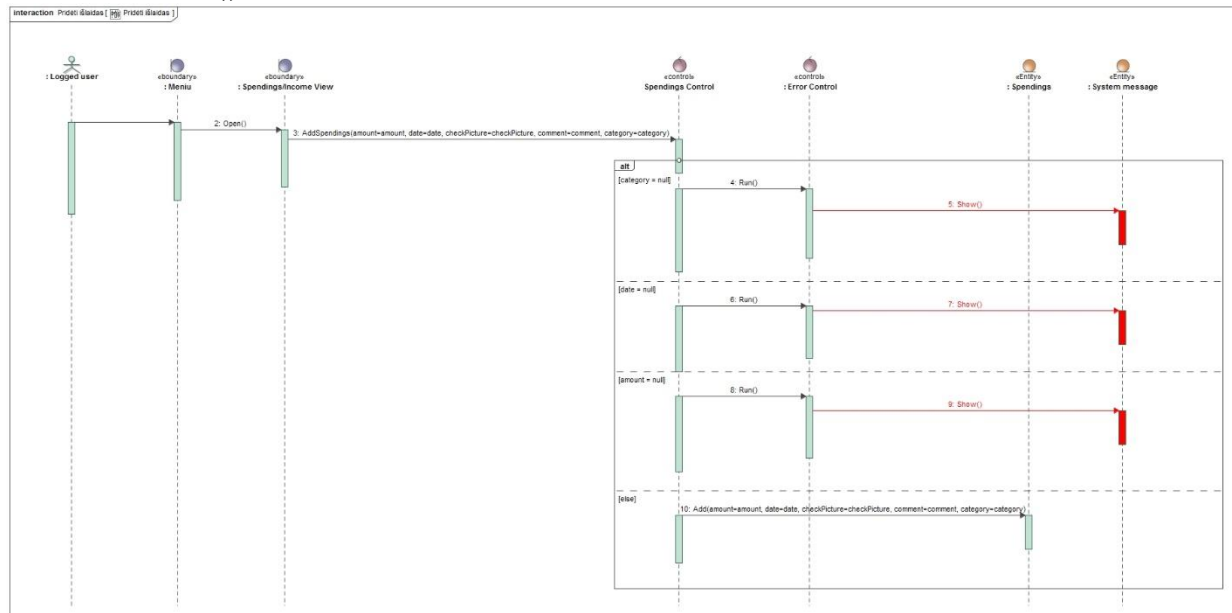 interaction Pridėti išlaidas [ Pridėti išlaidas ]
: Logged user
«boundary»
: Meniu
«boundary»
: Spendings/Income View
«control»
Spendings Control
«control»
: Error Control
«Entity»
: Spendings
«Entity»
: System message
2: Open()
3: AddSpendings(amount=amount, date=date, checkPicture=checkPicture, comment=comment, category=category)
alt
[category = null]
4: Run()
5: Show()
[date = null]
6: Run()
7: Show()
[amount = null]
8: Run()
9: Show()
[else]
10: Add(amount=amount, date=date, checkPicture=checkPicture, comment=comment, category=category)